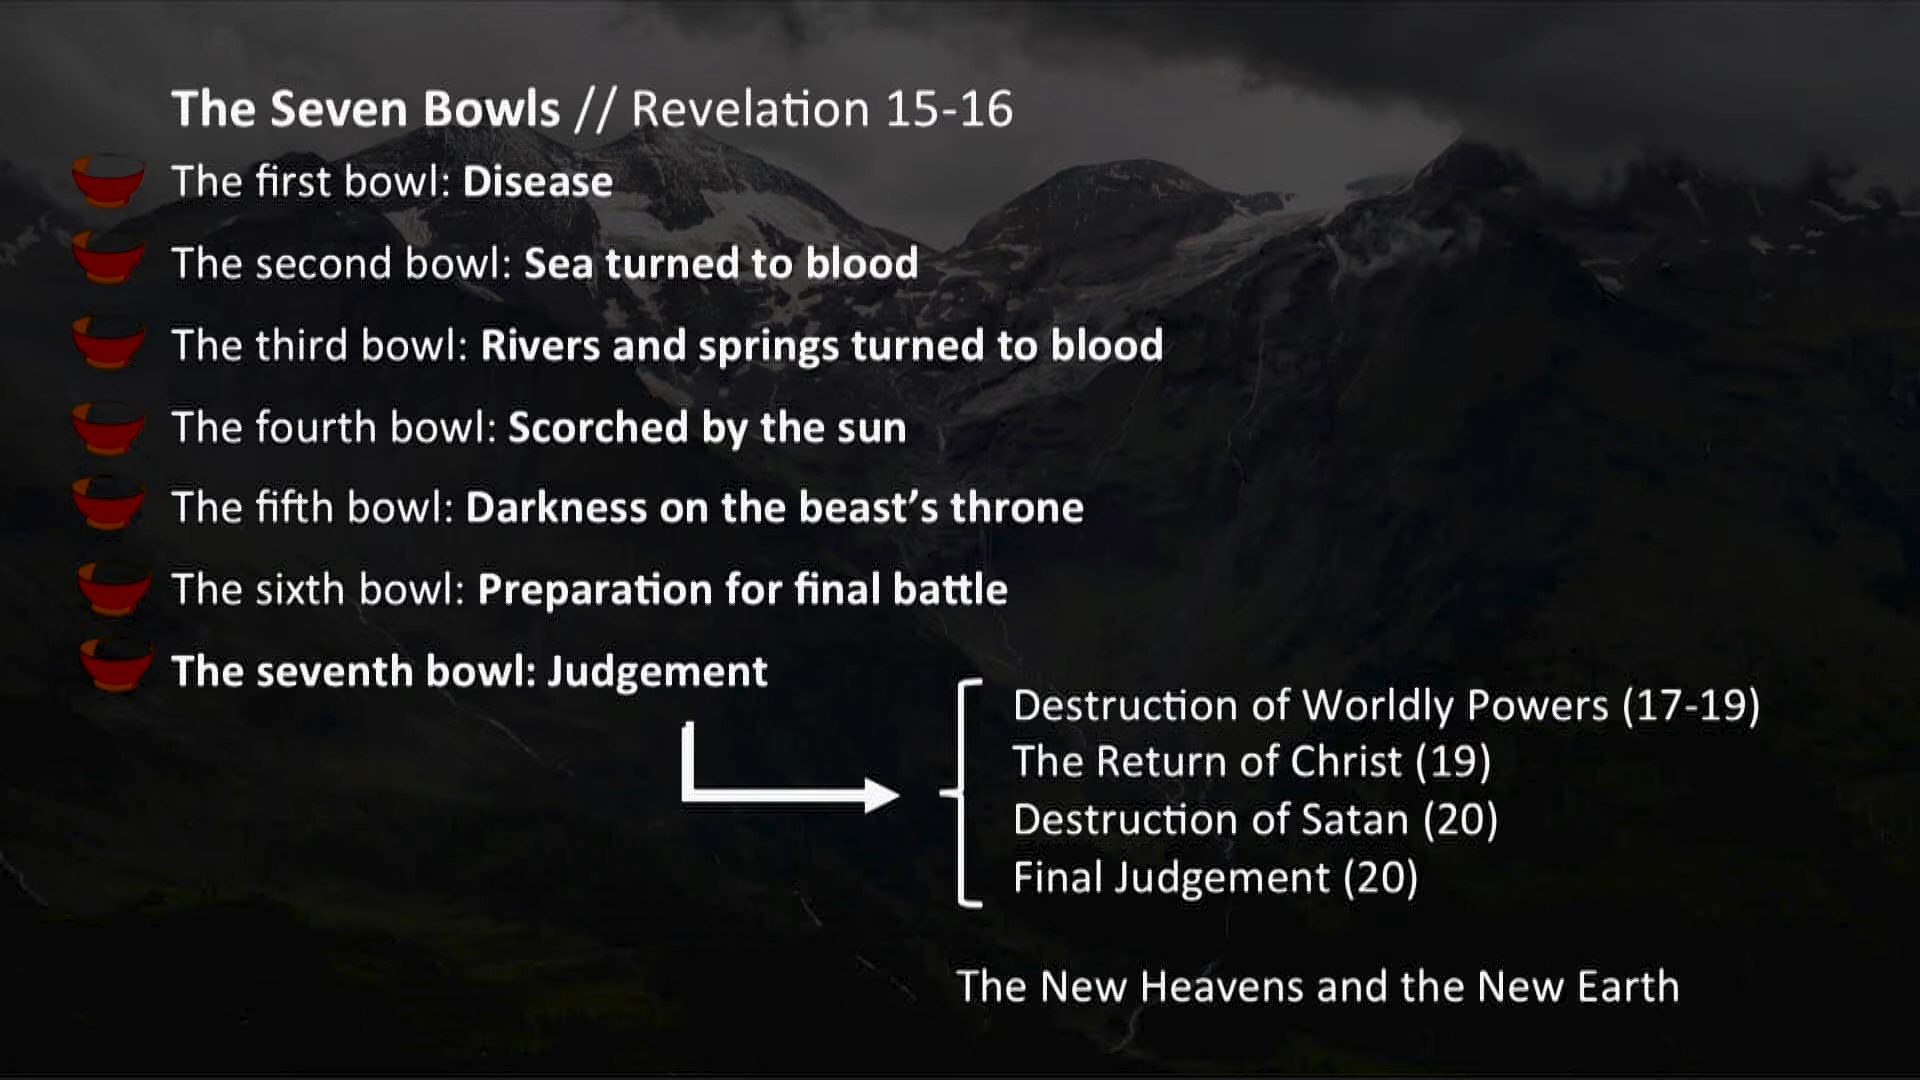 The Seven Bowls // Revelation 15-16
The first bowl: Disease
The second bowl: Sea turned to blood
The third bowl: Rivers and springs turned to blood
The fourth bowl: Scorched by the sun
The fifth bowl: Darkness on the beast’s throne
The sixth bowl: Preparation for final battle
The seventh bowl: Judgement
Destruction of Worldly Powers (17-19)
The Return of Christ (19)
Destruction of Satan (20)
Final Judgement (20)
The New Heavens and the New Earth